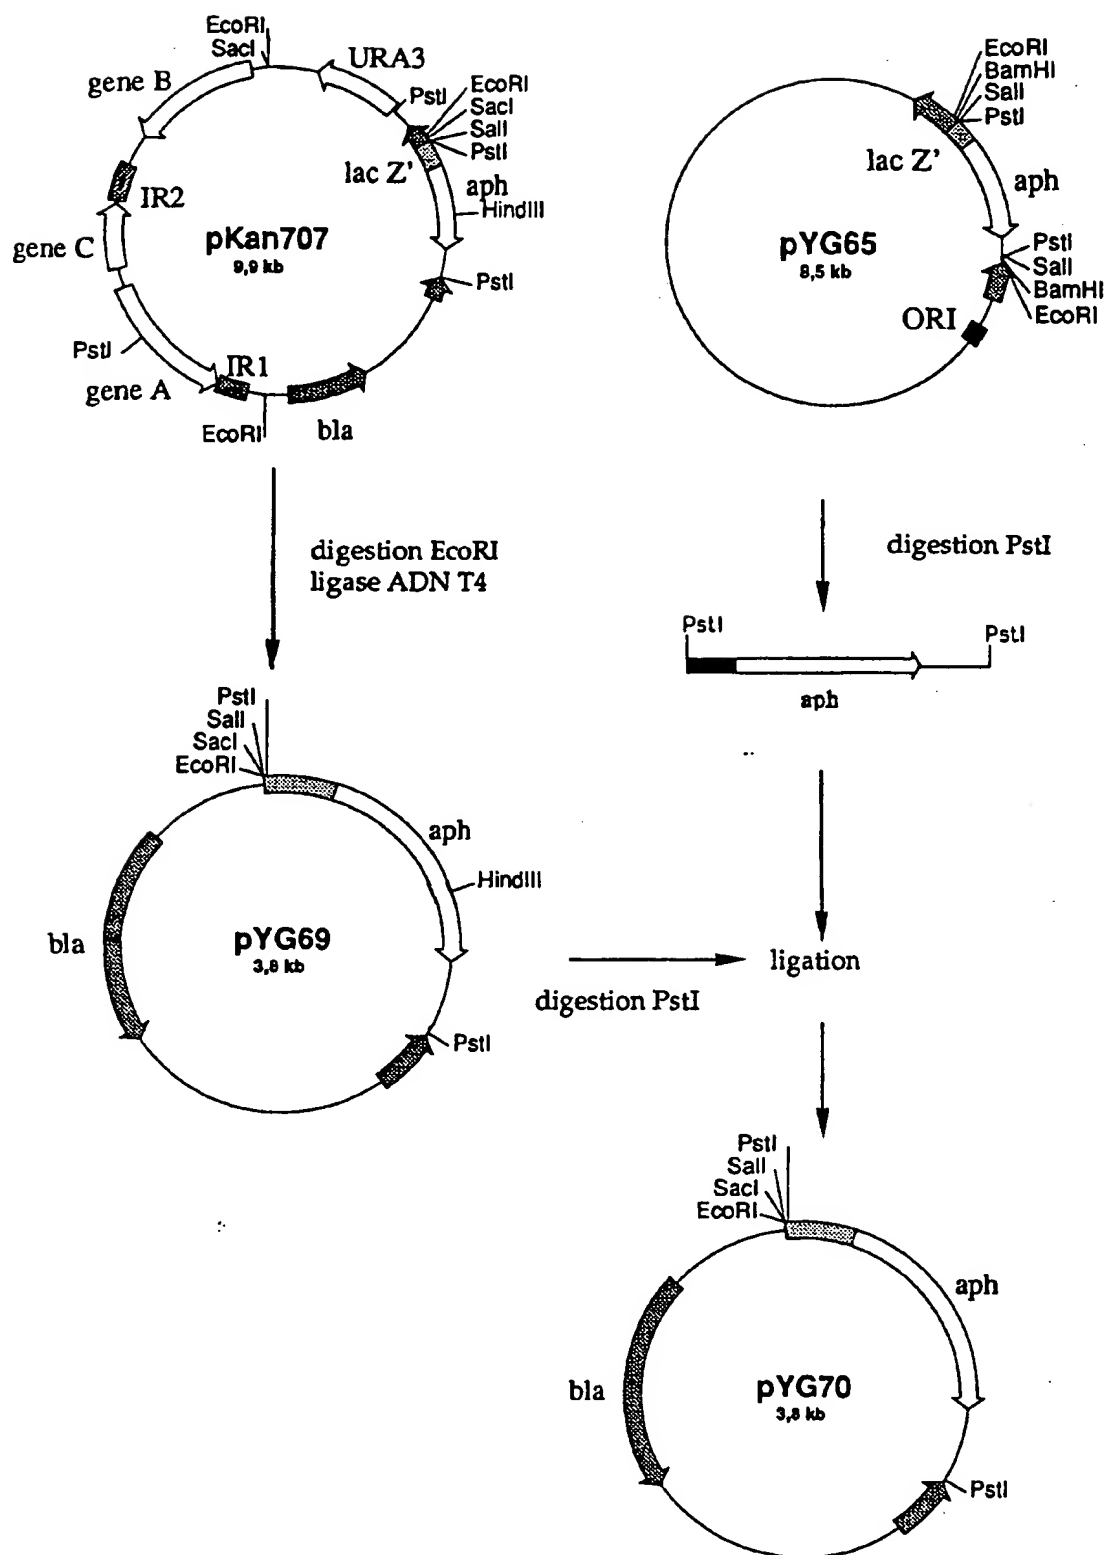 EcoRI
SacI
gene B
URA3
PstI
EcoRI
SacI
SalI
PstI
lac Z'
aph
HindIII
IR2
gene C
pKan707
9,9 kb
PstI
PstI
IR1
gene A
EcoRI
bla
EcoRI
BamHI
SalI
PstI
lac Z'
aph
pYG65
8,5 kb
PstI
SalI
BamHI
EcoRI
ORI
digestion EcoRI
ligase ADN T4
digestion PstI
PstI
PstI
aph
PstI
SalI
SacI
EcoRI
aph
HindIII
bla
pYG69
3,8 kb
PstI
digestion PstI
ligation
PstI
SalI
SacI
EcoRI
aph
bla
pYG70
3,8 kb
PstI